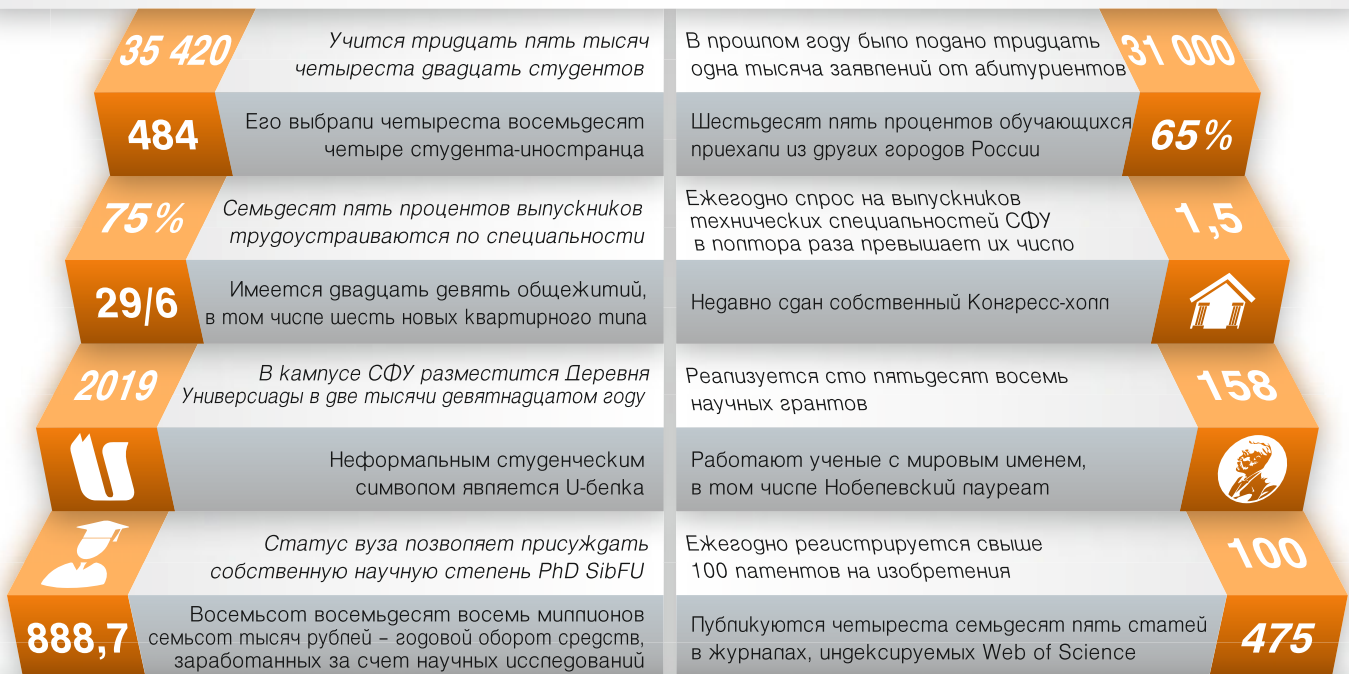 35 420
Учится тридцать пять тысяч
четыреста двадцать студентов
484
Его выбрали четыреста восемьдесят
четыре студента-иностранца
75%
Семьдесят пять процентов выпускников
трудоустраиваются по специальности
29/6
Имеется двадцать девять общежитий,
в том числе шесть новых квартирного типа
2019
В кампусе СФУ разместится Деревня
Универсиады в две тысячи девятнадцатом году
Неформальным студенческим
символом является U-белка
Статус вуза позволяет присуждать
собственную научную степень PhD SibFU
888,7
Восемьсот восемьдесят восемь миллионов
семьсот тысяч рублей – годовой оборот средств,
заработанных за счет научных исследований
В прошлом году было подано тридцать
одна тысяча заявлений от абитуриентов
31 000
Шестьдесят пять процентов обучающихся
приехали из других городов России
65%
Ежегодно спрос на выпускников
технических специальностей СФУ
в полтора раза превышает их число
1,5
Недавно сдан собственный Конгресс-холл
Реализуется сто пятьдесят восемь
научных грантов
158
Работают ученые с мировым именем,
в том числе Нобелевский лауреат
Ежегодно регистрируется свыше
100 патентов на изобретения
100
Публикуются четыреста семьдесят пять статей
в журналах, индексируемых Web of Science
475